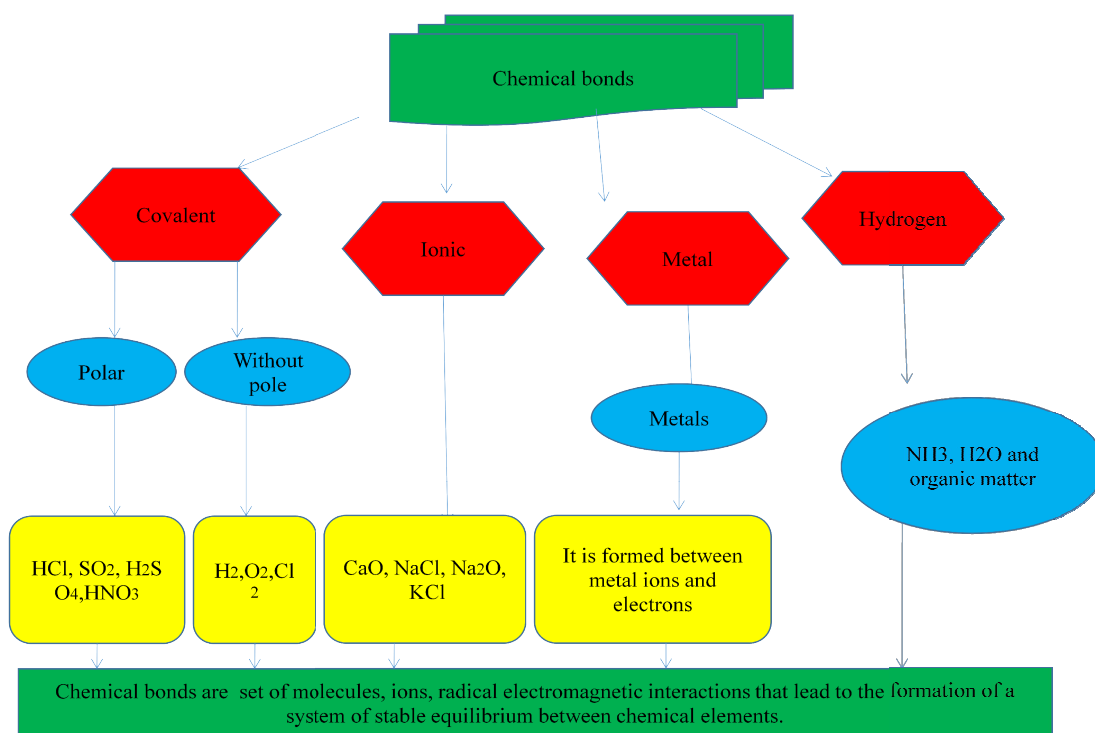 Chemical bonds
Covalent
Ionic
Metal
Hydrogen
Polar
Without
pole
Metals
NH3, H2O and
organic matter
HCl, SO2, H2S
O4,HNO3
H2,O2,Cl
2
CaO, NaCl, Na2O,
KCl
It is formed between
metal ions and
electrons
Chemical bonds are set of molecules, ions, radical electromagnetic interactions that lead to the formation of a
system of stable equilibrium between chemical elements.